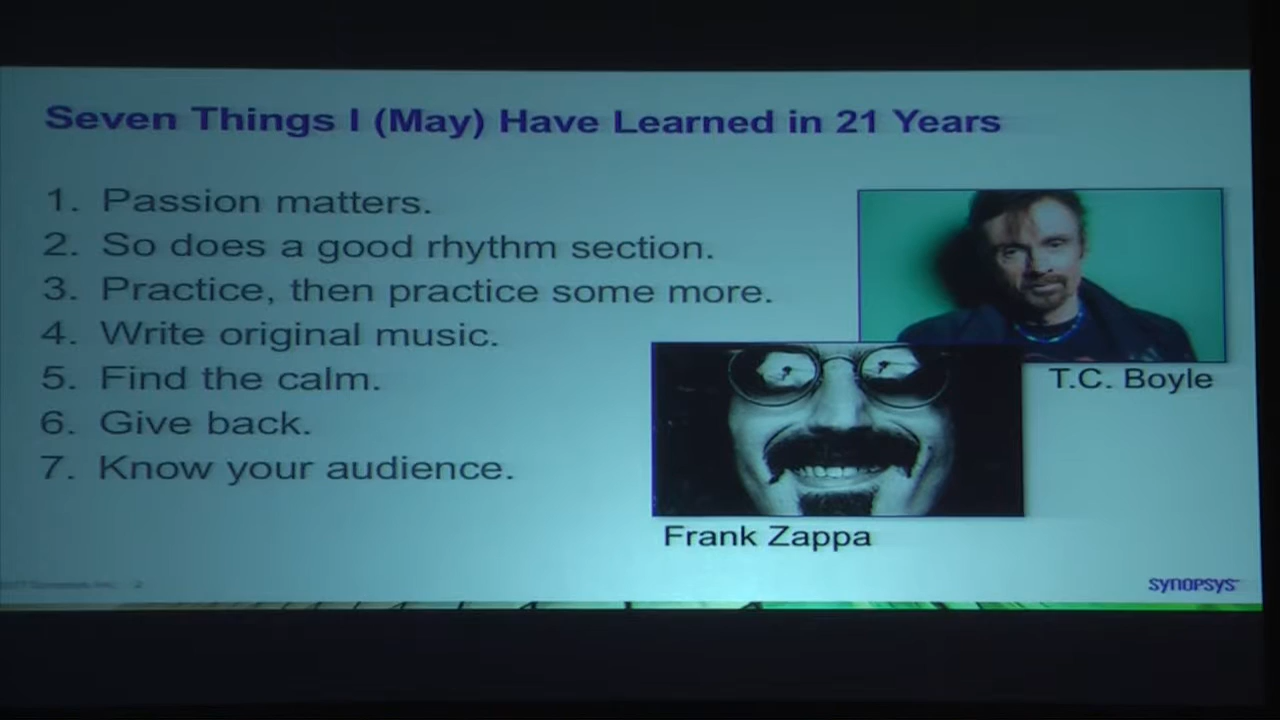 Seven Things I (May) Have Learned in 21 Years
1. Passion matters.
2. So does a good rhythm section.
3. Practice, then practice some more.
4. Write original music.
5. Find the calm.
6. Give back.
7. Know your audience.
T.C. Boyle
Frank Zappa
2
SYNOPSYS